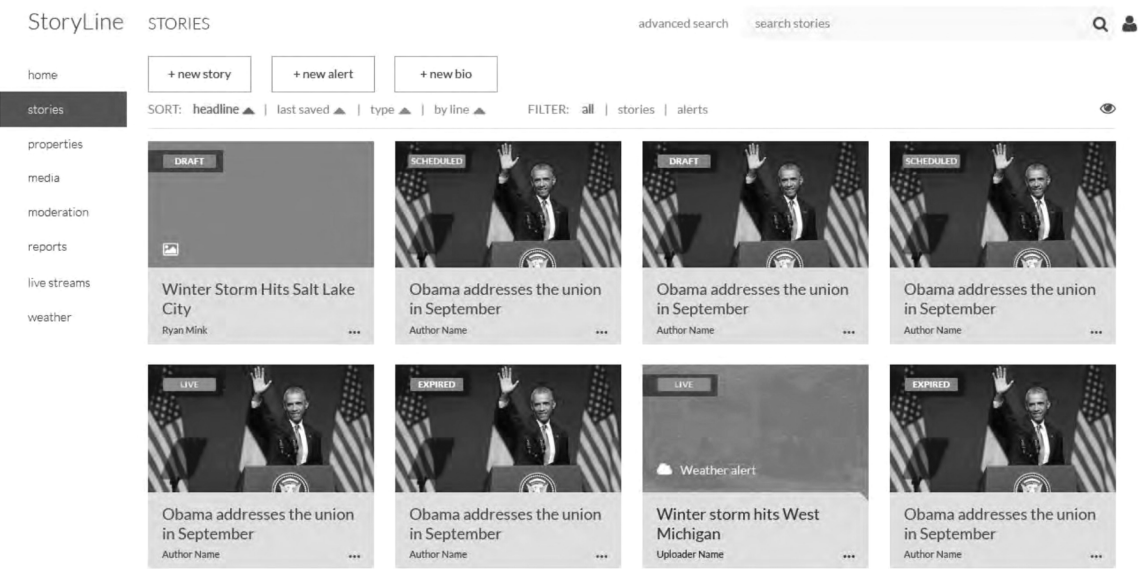 StoryLine STORIES advanced search search stories
home
stories
properties
media
moderation
reports
live streams
weather
+ new story + new alert + new bio
SORT: headline | last saved | type | by line FILTER: all | stories | alerts
DRAFT SCHEDULED DRAFT SCHEDULED
Winter Storm Hits Salt Lake
City
Ryan Mink
Obama addresses the union
in September
Author Name
Obama addresses the union
in September
Author Name
Obama addresses the union
in September
Author Name
LIVE EXPIRED LIVE EXPIRED
Weather alert
Obama addresses the union
in September
Author Name
Obama addresses the union
in September
Author Name
Winter storm hits West
Michigan
Uploader Name
Obama addresses the union
in September
Author Name